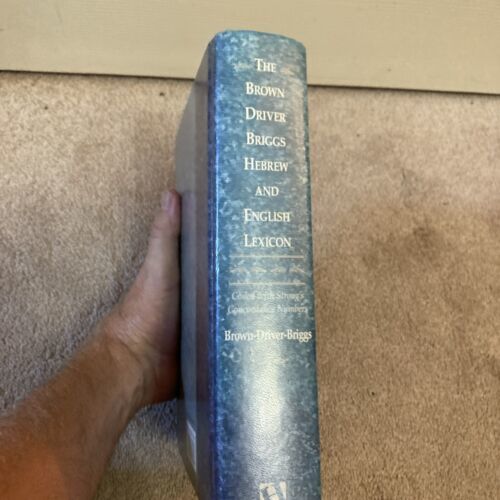 THE
BROWN
DRIVER
BRIGGS
HEBREW
AND
ENGLISH
LEXICON
Coded with Strong's
Concordance Numbers
Brown-Driver-Briggs